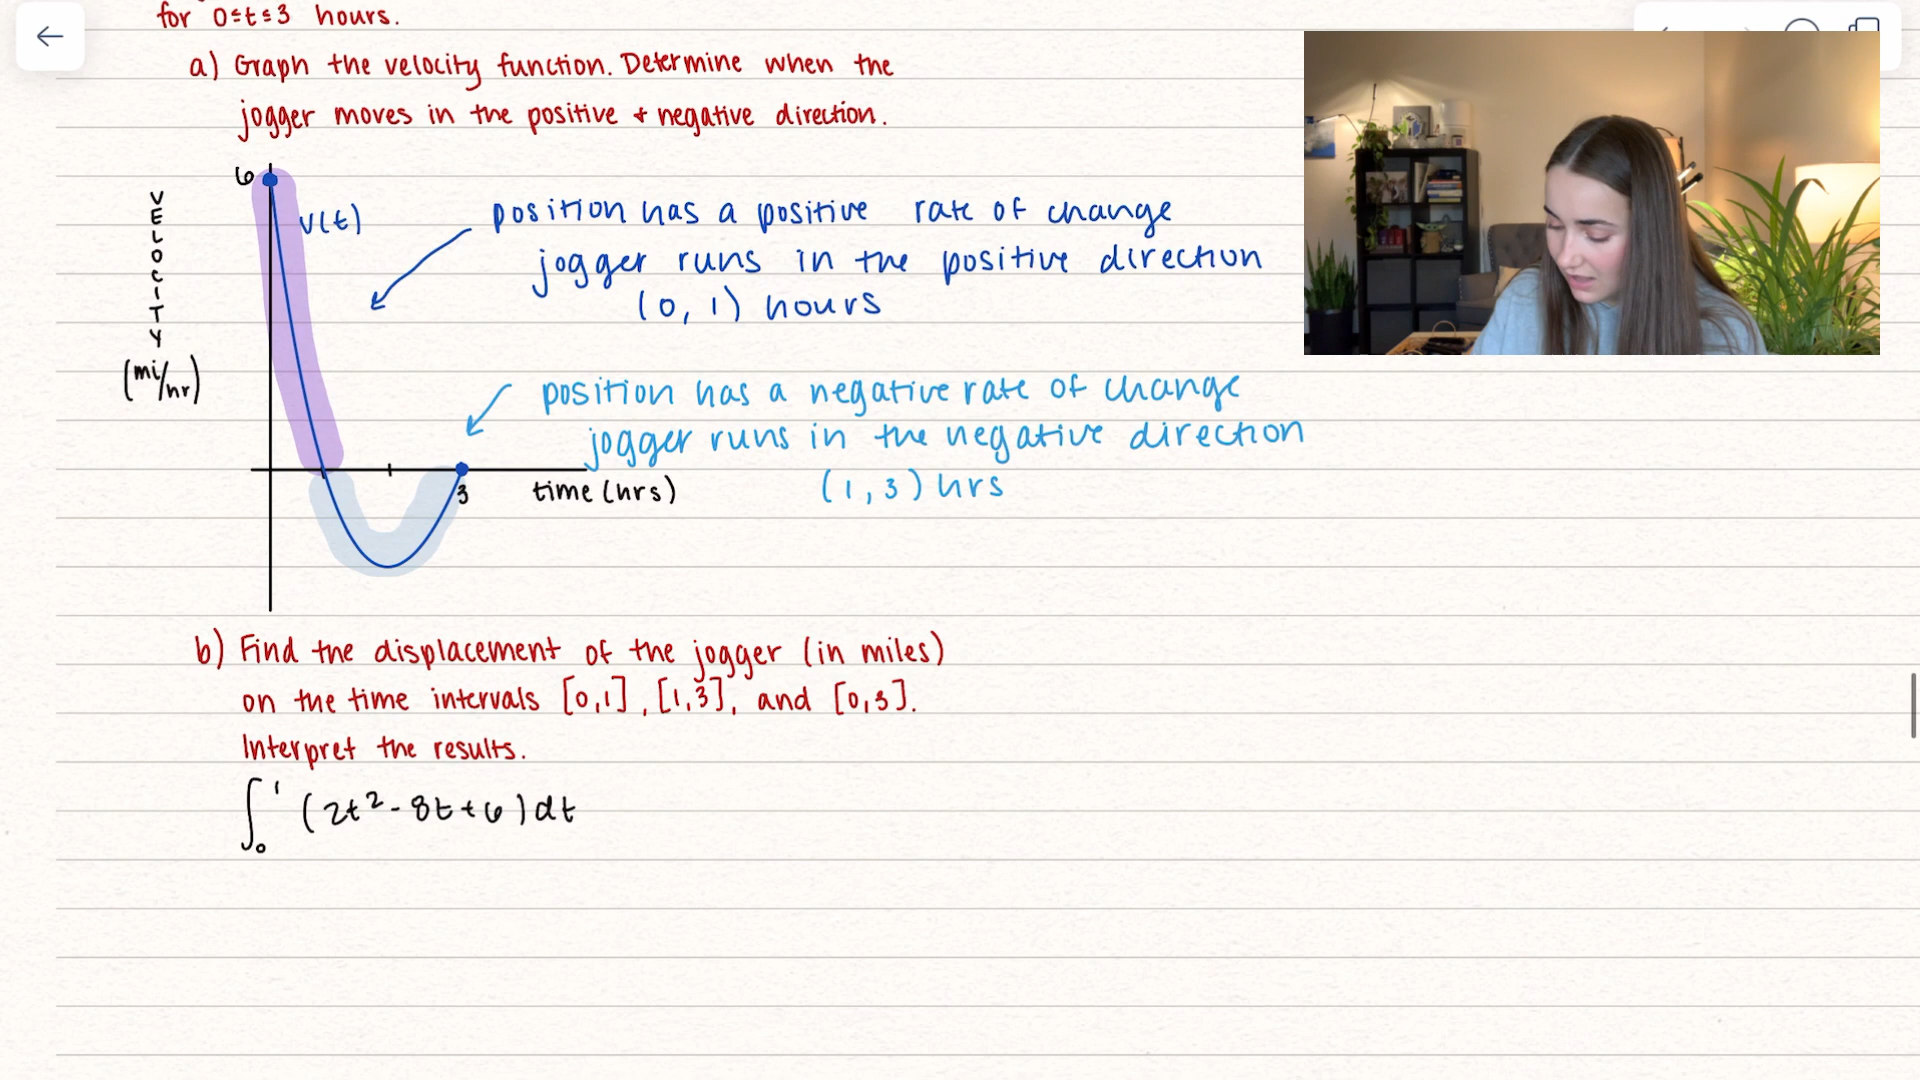 for 0≤t≤3 hours.
a) Graph the velocity function. Determine when the
jogger moves in the positive + negative direction.
6
VELOCITY
(mi/hr)
v(t)
position has a positive rate of change
jogger runs in the positive direction
(0, 1) hours
position has a negative rate of change
jogger runs in the negative direction
(1, 3) hrs
3
time (hrs)
b) Find the displacement of the jogger (in miles)
on the time intervals [0,1], [1,3], and [0,3].
Interpret the results.
∫₀¹ (2t²-8t+6)dt